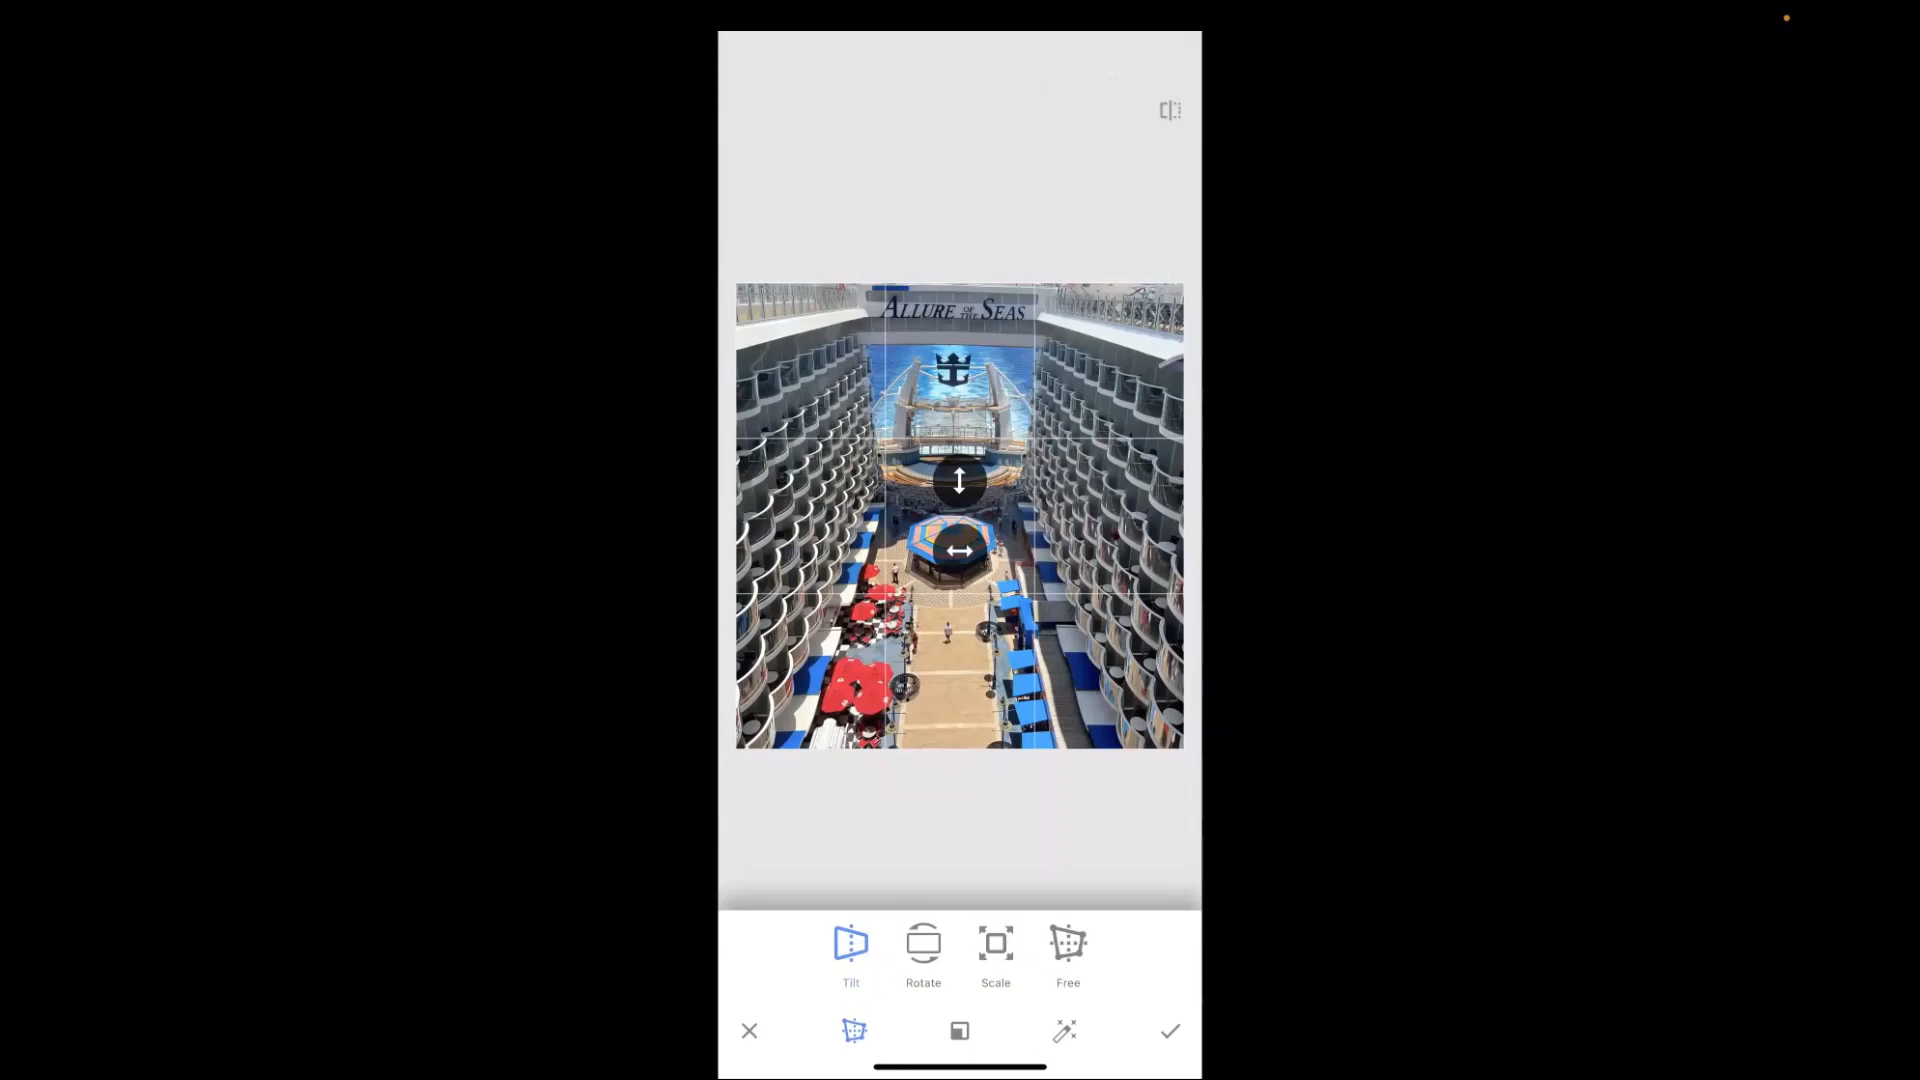 ALLURE OF THE SEAS
Tilt
Rotate
Scale
Free